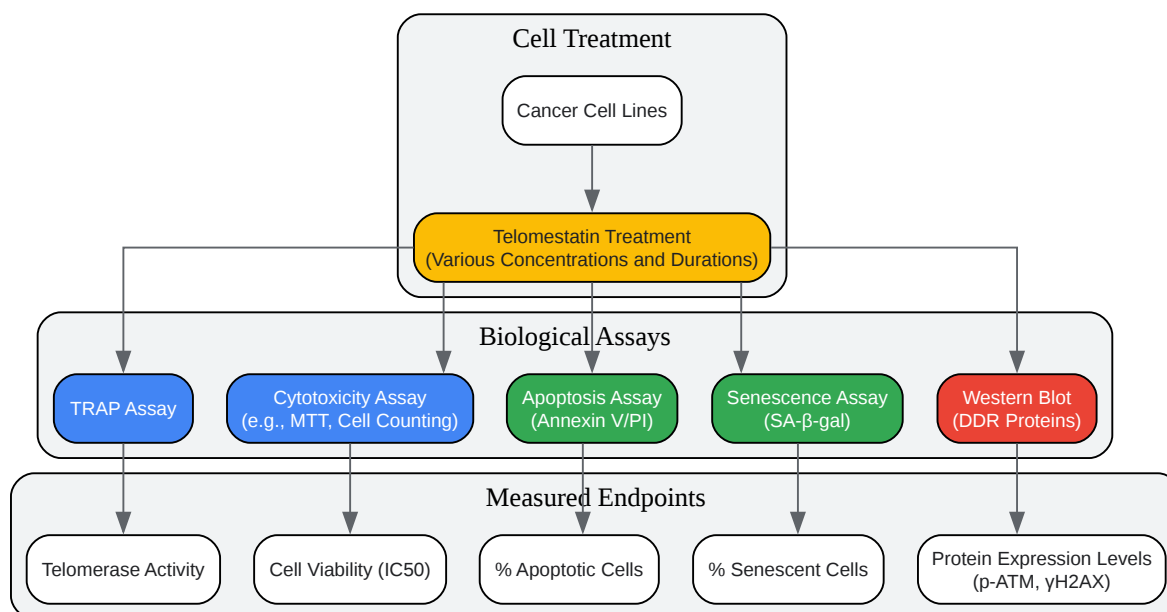 Cell Treatment
Cancer Cell Lines
Telomestatin Treatment
(Various Concentrations and Durations)
Biological Assays
TRAP Assay
Cytotoxicity Assay
(e.g., MTT, Cell Counting)
Apoptosis Assay
(Annexin V/PI)
Senescence Assay
(SA-β-gal)
Western Blot
(DDR Proteins)
Measured Endpoints
Telomerase Activity
Cell Viability (IC50)
% Apoptotic Cells
% Senescent Cells
Protein Expression Levels
(p-ATM, γH2AX)